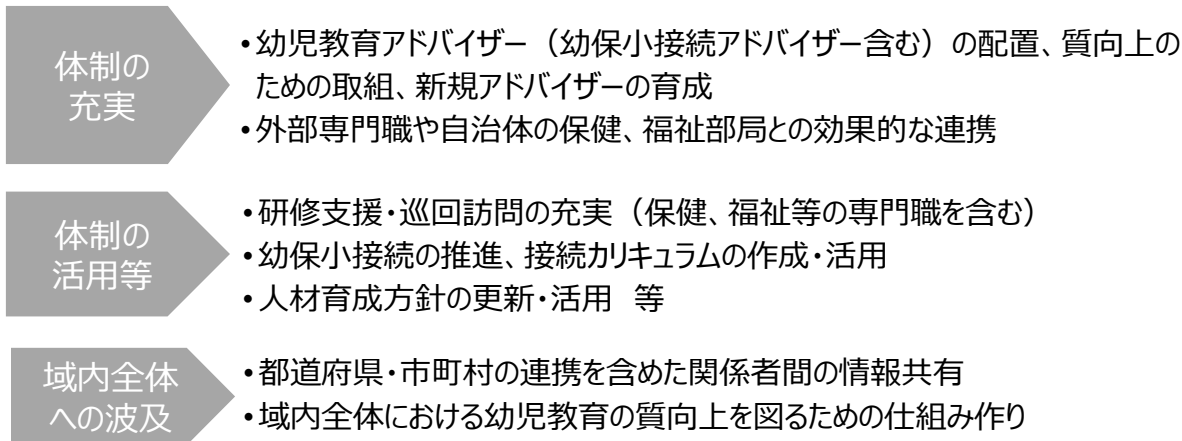 体制の
充実
•幼児教育アドバイザー（幼保小接続アドバイザー含む）の配置、質向上の
ための取組、新規アドバイザーの育成
•外部専門職や自治体の保健、福祉部局との効果的な連携
体制の
活用等
•研修支援・巡回訪問の充実（保健、福祉等の専門職を含む）
•幼保小接続の推進、接続カリキュラムの作成・活用
•人材育成方針の更新・活用　等
域内全体
への波及
•都道府県・市町村の連携を含めた関係者間の情報共有
•域内全体における幼児教育の質向上を図るための仕組み作り